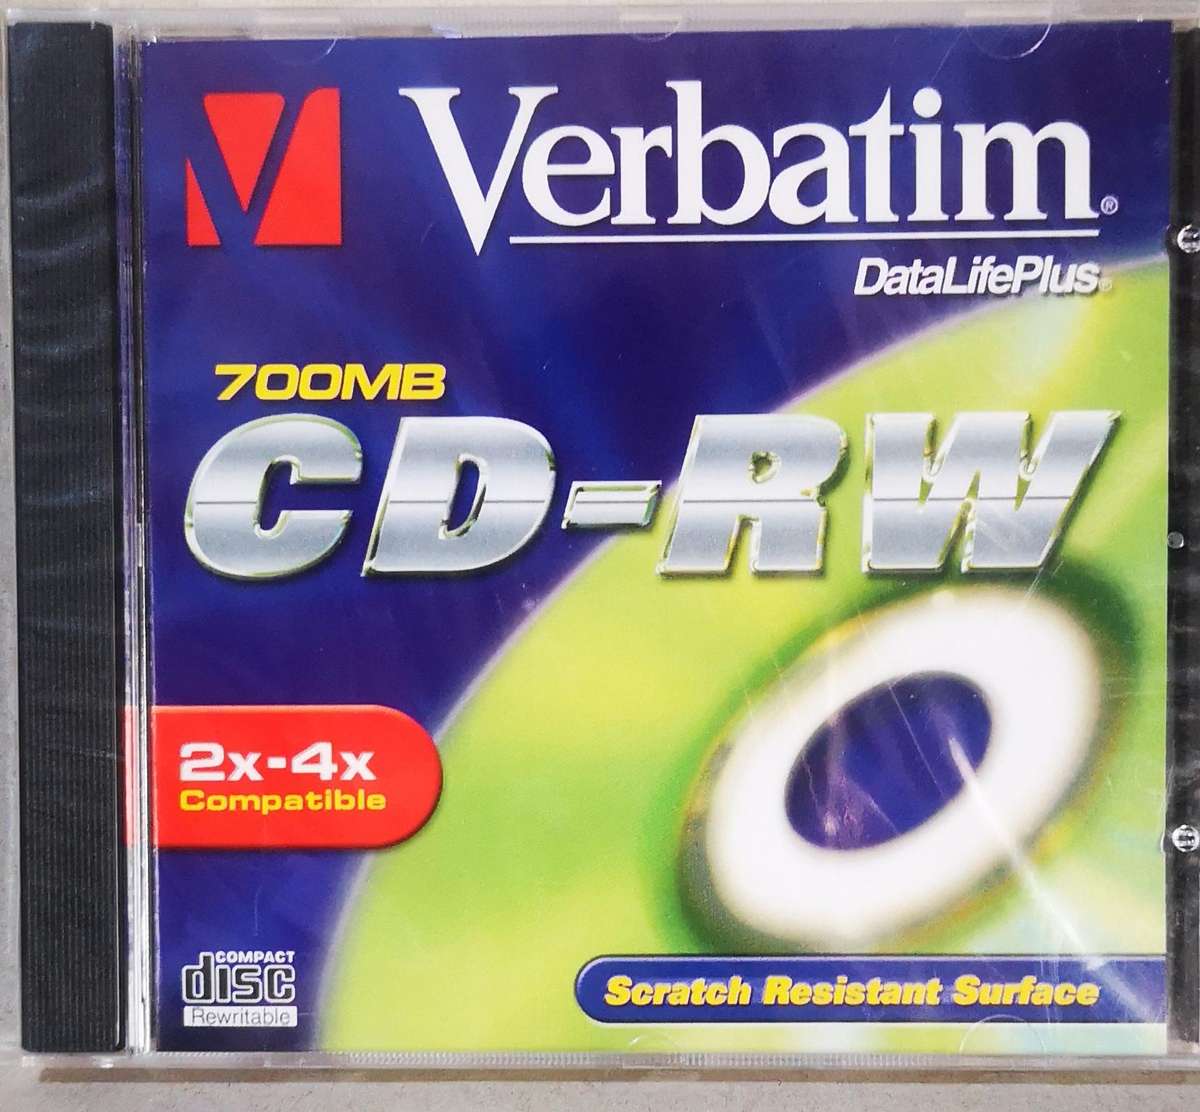 Verbatim®
DataLifePlus®
700MB
CD-RW
2x-4x
Compatible
COMPACT
disc
Rewritable
Scratch Resistant Surface